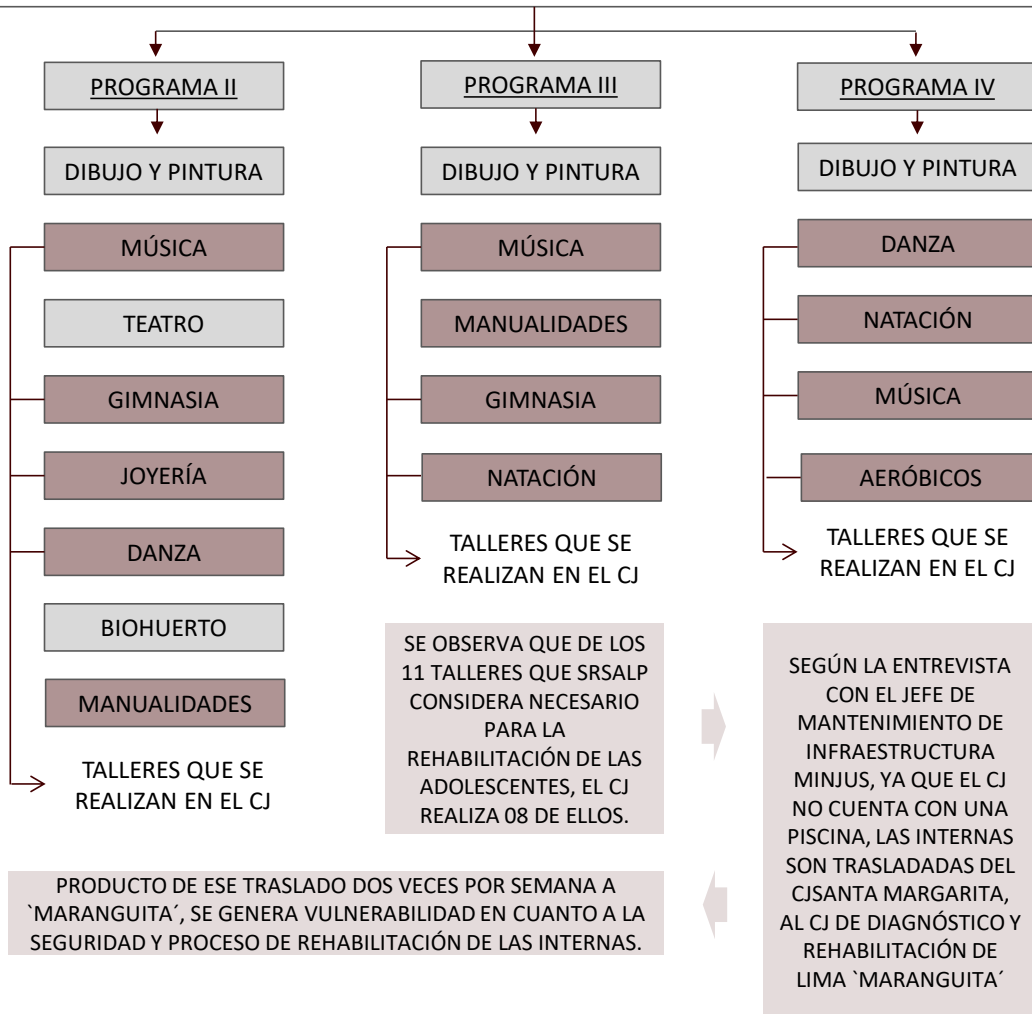 PROGRAMA II
DIBUJO Y PINTURA
MÚSICA
TEATRO
GIMNASIA
JOYERÍA
DANZA
BIOHUERTO
MANUALIDADES
TALLERES QUE SE
REALIZAN EN EL CJ
PROGRAMA III
DIBUJO Y PINTURA
MÚSICA
MANUALIDADES
GIMNASIA
NATACIÓN
TALLERES QUE SE
REALIZAN EN EL CJ
PROGRAMA IV
DIBUJO Y PINTURA
DANZA
NATACIÓN
MÚSICA
AERÓBICOS
TALLERES QUE SE
REALIZAN EN EL CJ
SE OBSERVA QUE DE LOS
11 TALLERES QUE SRSALP
CONSIDERA NECESARIO
PARA LA
REHABILITACIÓN DE LAS
ADOLESCENTES, EL CJ
REALIZA 08 DE ELLOS.
SEGÚN LA ENTREVISTA
CON EL JEFE DE
MANTENIMIENTO DE
INFRAESTRUCTURA
MINJUS, YA QUE EL CJ
NO CUENTA CON UNA
PISCINA, LAS INTERNAS
SON TRASLADADAS DEL
CJSANTA MARGARITA,
AL CJ DE DIAGNÓSTICO Y
REHABILITACIÓN DE
LIMA `MARANGUITA´
PRODUCTO DE ESE TRASLADO DOS VECES POR SEMANA A
`MARANGUITA´, SE GENERA VULNERABILIDAD EN CUANTO A LA
SEGURIDAD Y PROCESO DE REHABILITACIÓN DE LAS INTERNAS.